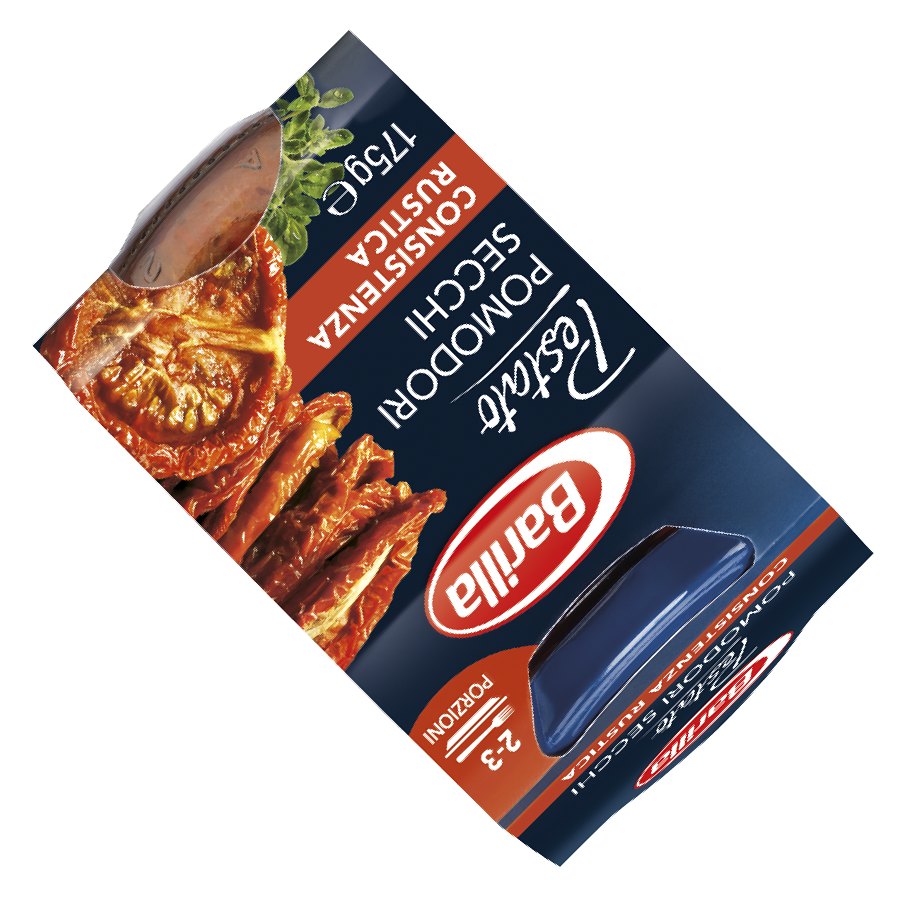 Barilla
Pestato
POMODORI SECCHI
CONSISTENZA RUSTICA
2-3
PORZIONI
Barilla
Pestato
POMODORI
SECCHI
CONSISTENZA
RUSTICA
175g e